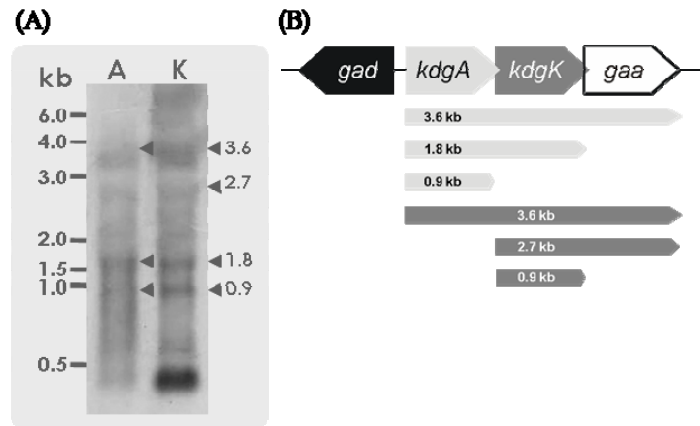 (A)
(B)
kb
A
K
6.0
4.0
3.0
2.0
1.5
1.0
0.5
3.6
2.7
1.8
0.9
gad
kdgA
kdgK
gaa
3.6 kb
1.8 kb
0.9 kb
3.6 kb
2.7 kb
0.9 kb